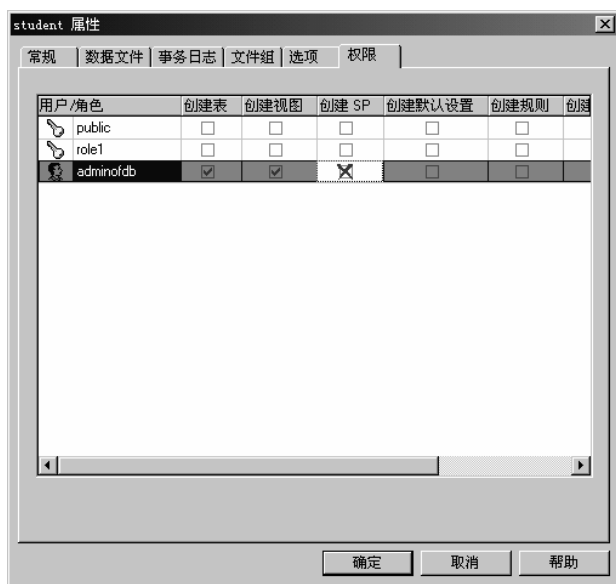 student 属性
常规 数据文件 事务日志 文件组 选项 权限
用户/角色 创建表 创建视图 创建 SP 创建默认设置 创建规则 创建
public
role1
adminofdb
确定 取消 帮助